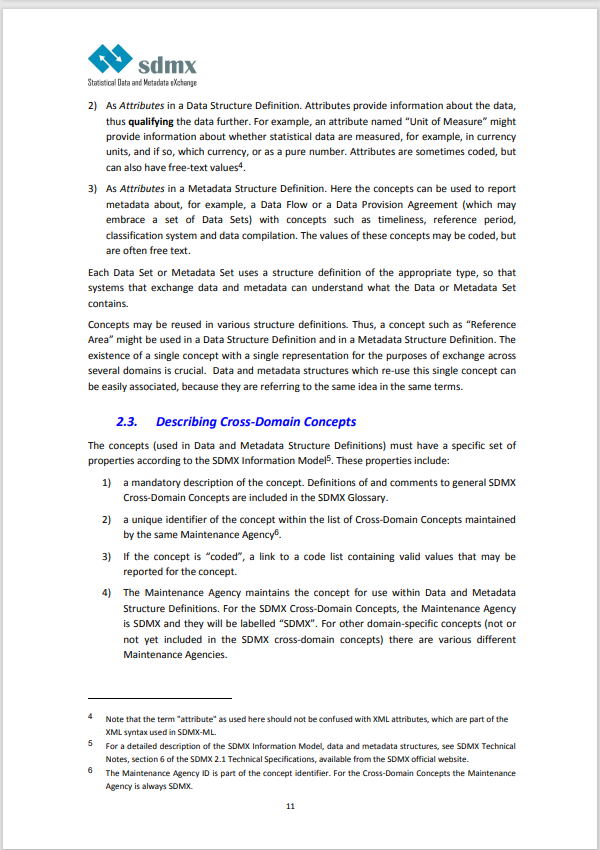 sdmx
Statistical Data and Metadata eXchange
2) As Attributes in a Data Structure Definition. Attributes provide information about the data,
thus qualifying the data further. For example, an attribute named “Unit of Measure” might
provide information about whether statistical data are measured, for example, in currency
units, and if so, which currency, or as a pure number. Attributes are sometimes coded, but
can also have free-text values4.
3) As Attributes in a Metadata Structure Definition. Here the concepts can be used to report
metadata about, for example, a Data Flow or a Data Provision Agreement (which may
embrace a set of Data Sets) with concepts such as timeliness, reference period,
classification system and data compilation. The values of these concepts may be coded, but
are often free text.
Each Data Set or Metadata Set uses a structure definition of the appropriate type, so that
systems that exchange data and metadata can understand what the Data or Metadata Set
contains.
Concepts may be reused in various structure definitions. Thus, a concept such as “Reference
Area” might be used in a Data Structure Definition and in a Metadata Structure Definition. The
existence of a single concept with a single representation for the purposes of exchange across
several domains is crucial. Data and metadata structures which re-use this single concept can
be easily associated, because they are referring to the same idea in the same terms.
2.3. Describing Cross-Domain Concepts
The concepts (used in Data and Metadata Structure Definitions) must have a specific set of
properties according to the SDMX Information Model5. These properties include:
1) a mandatory description of the concept. Definitions of and comments to general SDMX
Cross-Domain Concepts are included in the SDMX Glossary.
2) a unique identifier of the concept within the list of Cross-Domain Concepts maintained
by the same Maintenance Agency6.
3) If the concept is “coded”, a link to a code list containing valid values that may be
reported for the concept.
4) The Maintenance Agency maintains the concept for use within Data and Metadata
Structure Definitions. For the SDMX Cross-Domain Concepts, the Maintenance Agency
is SDMX and they will be labelled “SDMX”. For other domain-specific concepts (not or
not yet included in the SDMX cross-domain concepts) there are various different
Maintenance Agencies.
4 Note that the term "attribute" as used here should not be confused with XML attributes, which are part of the
XML syntax used in SDMX-ML.
5 For a detailed description of the SDMX Information Model, data and metadata structures, see SDMX Technical
Notes, section 6 of the SDMX 2.1 Technical Specifications, available from the SDMX official website.
6 The Maintenance Agency ID is part of the concept identifier. For the Cross-Domain Concepts the Maintenance
Agency is always SDMX.
11